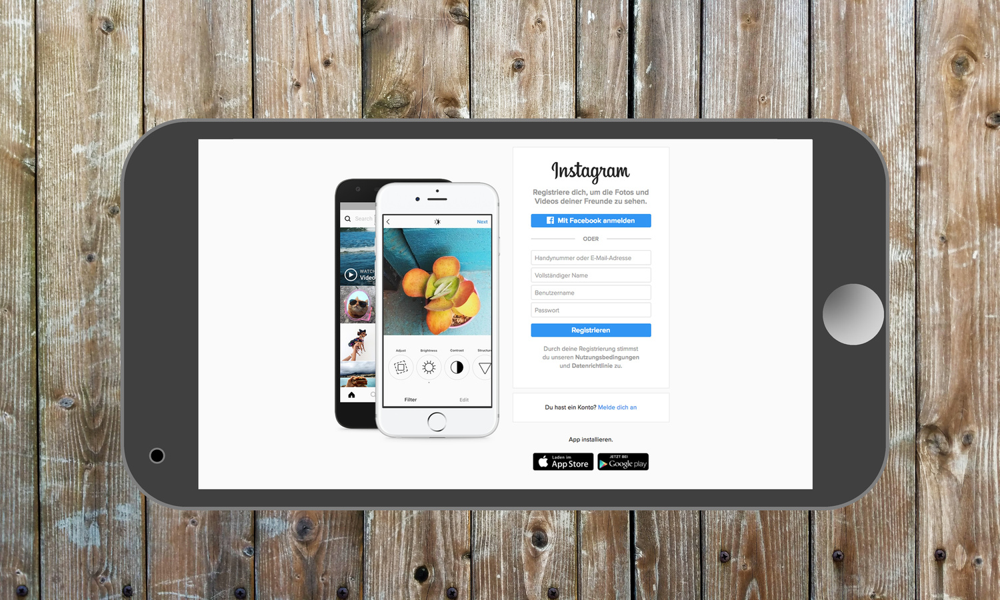 Instagram
Registriere dich, um die Fotos und
Videos deiner Freunde zu sehen.
Mit Facebook anmelden
ODER
Handynummer oder E-Mail-Adresse
Vollständiger Name
Benutzername
Passwort
Registrieren
Durch deine Registrierung stimmst
du unseren Nutzungsbedingungen
und Datenrichtlinie zu.
Du hast ein Konto? Melde dich an
App installieren.
Laden im
App Store
JETZT BEI
Google play
Search
WATCH
Video
Next
Adjust
Brightness
Contrast
Structure
Filter
Edit